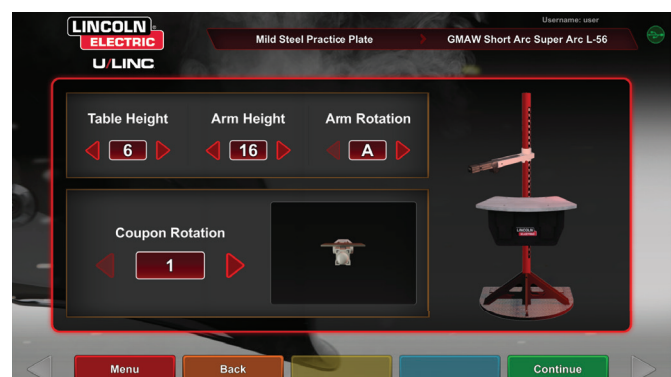 Username: user
LINCOLN
ELECTRIC
U/LINC
Mild Steel Practice Plate
GMAW Short Arc Super Arc L-56
Table Height
Arm Height
Arm Rotation
6
16
A
Coupon Rotation
1
LINCOLN
ELECTRIC
Menu
Back
Continue